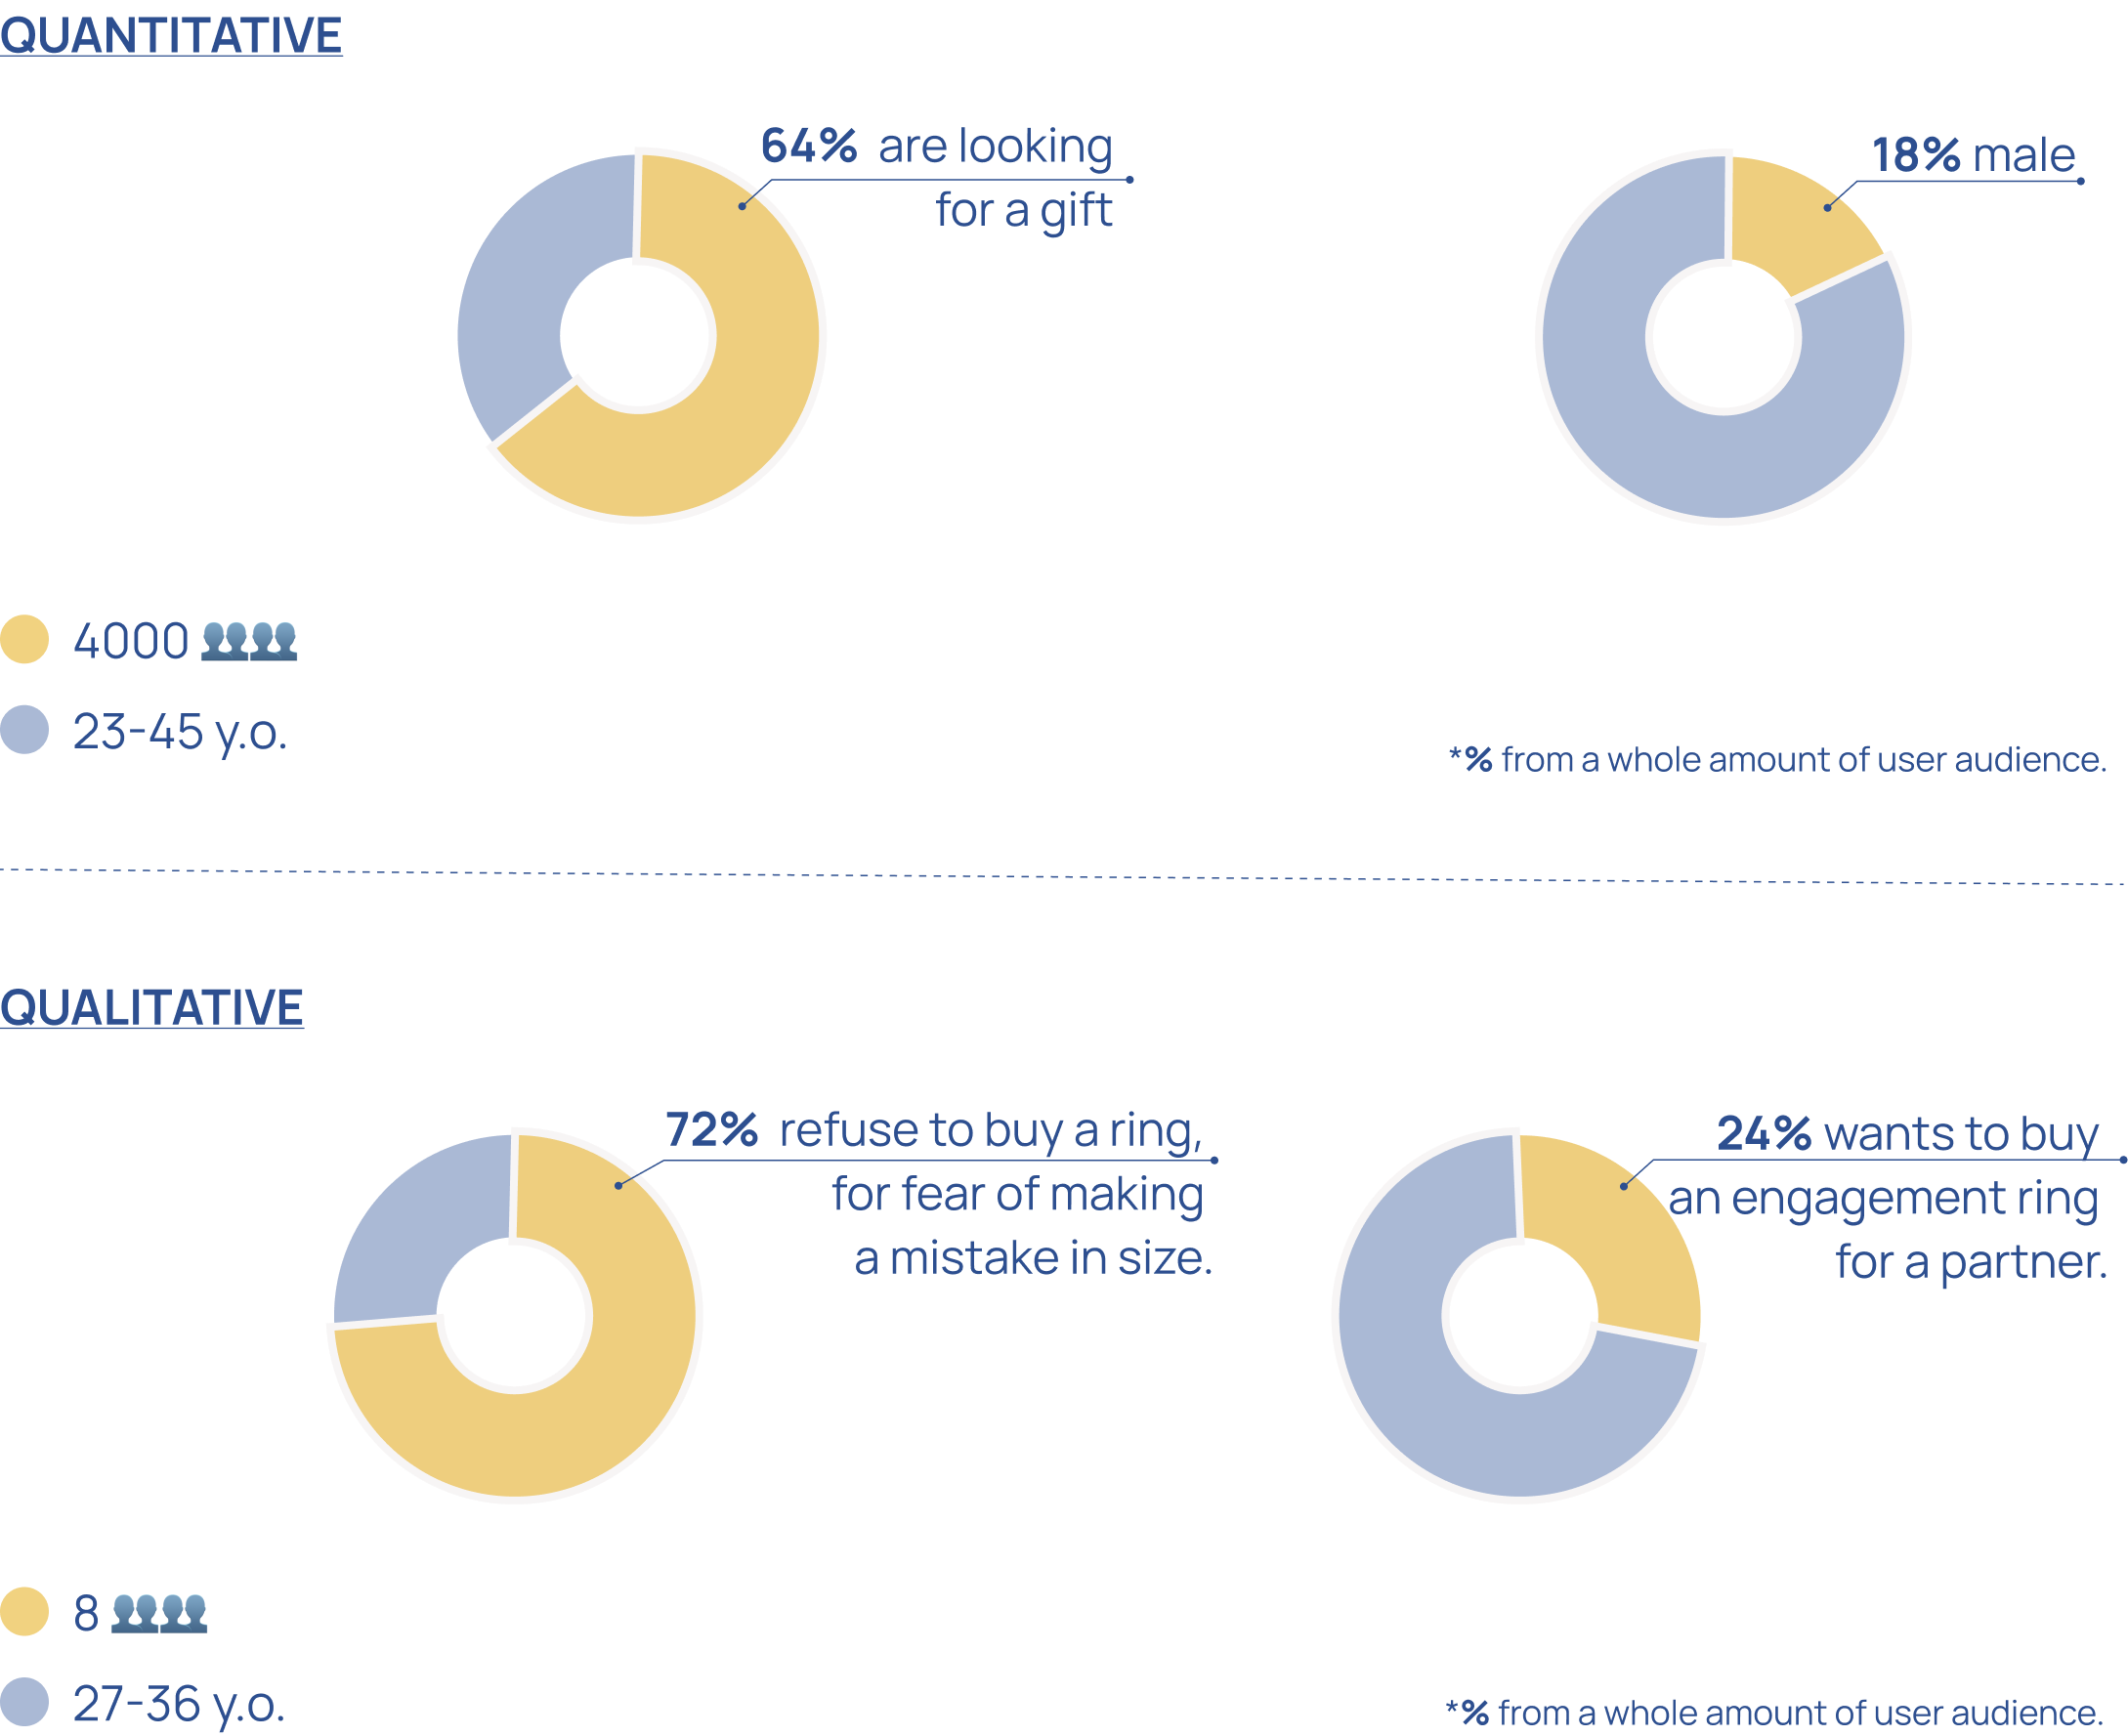 QUANTITATIVE
64% are looking
for a gift
18% male
4000
23-45 y.o.
*% from a whole amount of user audience.
QUALITATIVE
72% refuse to buy a ring,
for fear of making
a mistake in size.
24% wants to buy
an engagement ring
for a partner.
8
27-36 y.o.
*% from a whole amount of user audience.